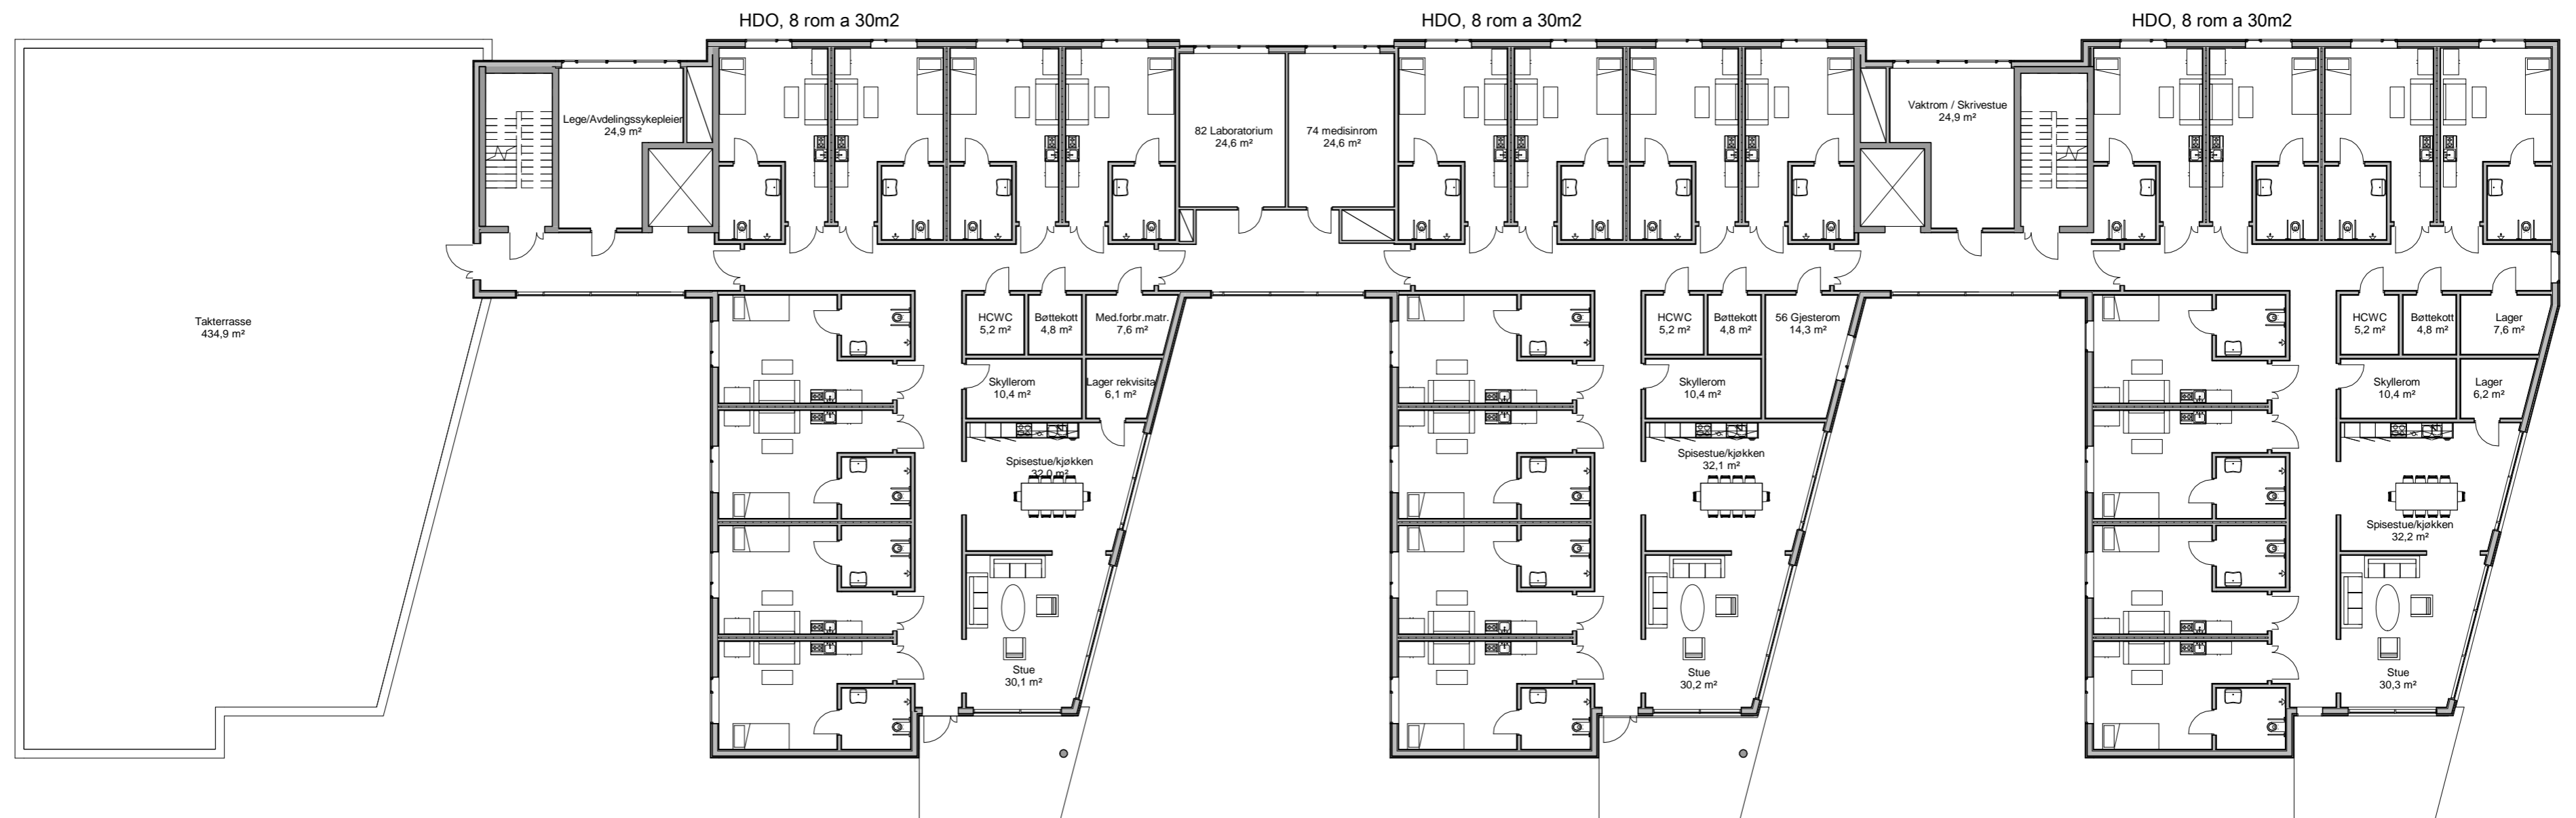 HDO, 8 rom a 30m2
HDO, 8 rom a 30m2
HDO, 8 rom a 30m2
Lege/Avdelingssykepleier
24,9 m²
82 Laboratorium
24,6 m²
74 medisinrom
24,6 m²
Vaktrom / Skrivestue
24,9 m²
Takterrasse
434,9 m²
HCWC
5,2 m²
Bøttekott
4,8 m²
Med.forbr.matr.
7,6 m²
Skyllerom
10,4 m²
Lager rekvisita
6,1 m²
Spisestue/kjøkken
32,0 m²
Stue
30,1 m²
HCWC
5,2 m²
Bøttekott
4,8 m²
56 Gjesterom
14,3 m²
Skyllerom
10,4 m²
Spisestue/kjøkken
32,1 m²
Stue
30,2 m²
HCWC
5,2 m²
Bøttekott
4,8 m²
Lager
7,6 m²
Skyllerom
10,4 m²
Lager
6,2 m²
Spisestue/kjøkken
32,2 m²
Stue
30,3 m²